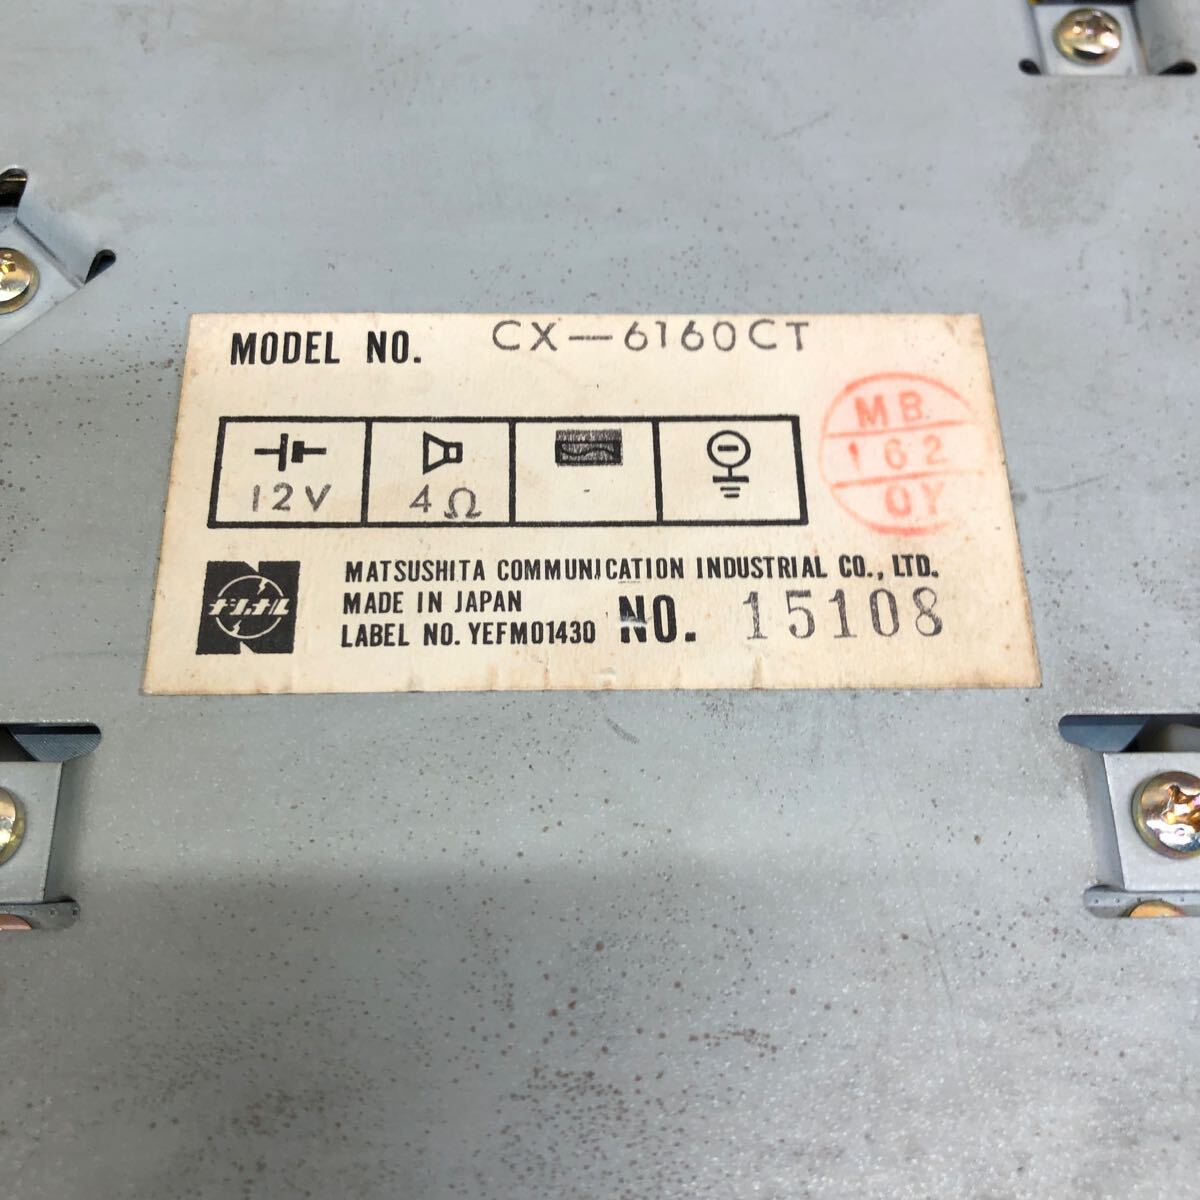 MODEL NO. CX-6160CT
MB
162
OY
12V 4Ω
ナショナル
MATSUSHITA COMMUNICATION INDUSTRIAL CO., LTD.
MADE IN JAPAN
LABEL NO. YEFM01430 NO. 15108